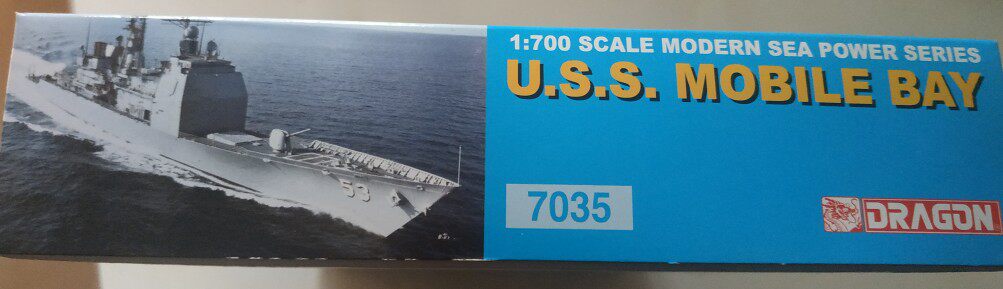 1:700 SCALE MODERN SEA POWER SERIES
U.S.S. MOBILE BAY
53
7035
DRAGON